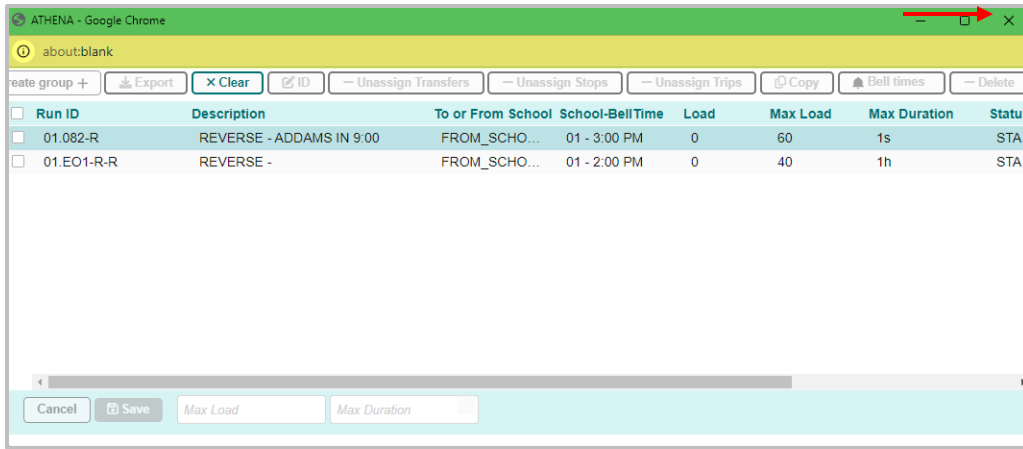 ATHENA - Google Chrome
about:blank
reate group + Export × Clear ID — Unassign Transfers — Unassign Stops — Unassign Trips Copy Bell times — Delete
Run ID Description To or From School School-BellTime Load Max Load Max Duration Statu
01.082-R REVERSE - ADDAMS IN 9:00 FROM_SCHO... 01 - 3:00 PM 0 60 1s STA
01.EO1-R-R REVERSE - FROM_SCHO... 01 - 2:00 PM 0 40 1h STA
Cancel Save Max Load Max Duration